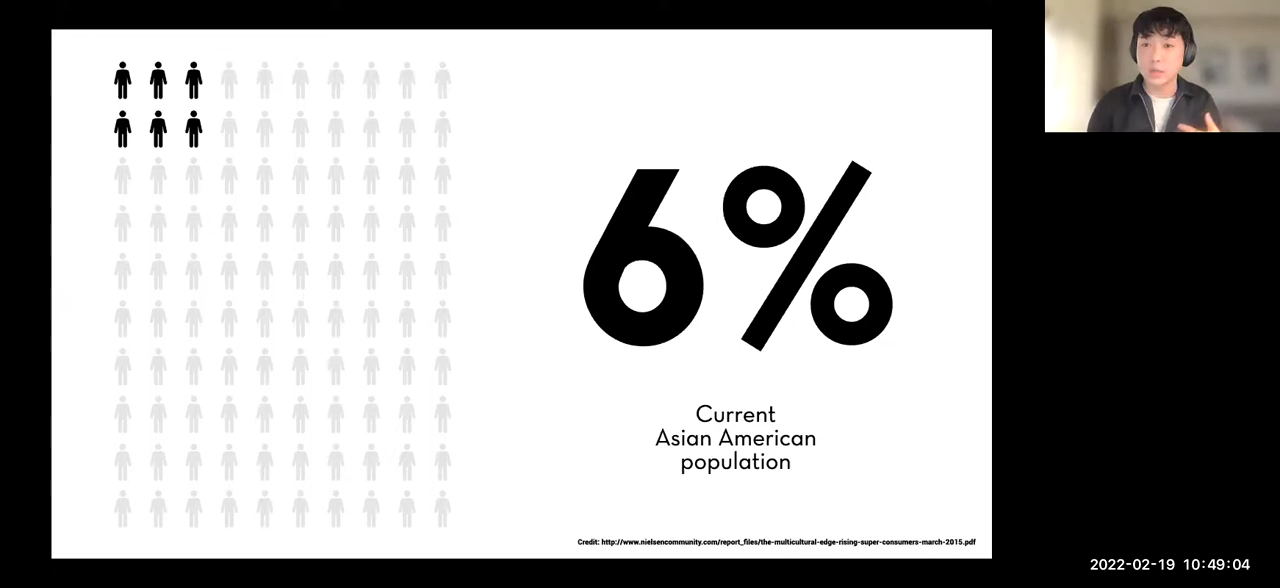 6%
Current
Asian American
population
Credit: http://www.nielsencommunity.com/report_files/the-multicultural-edge-rising-super-consumers-march-2015.pdf
2022-02-19 10:49:04